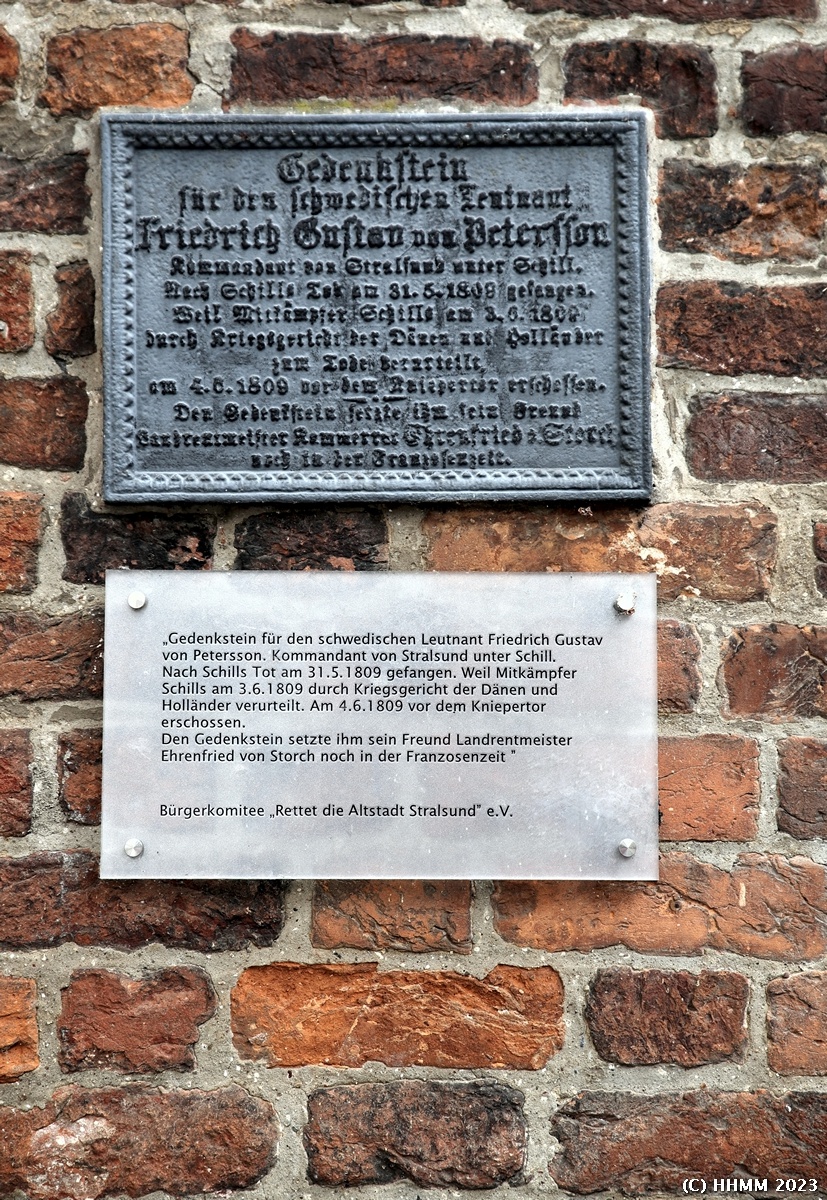 Gedenkstein
für den schwedischen Leutnant
Friedrich Gustav von Petersson
Kommandant von Stralsund unter Schill.
Nach Schills Tod am 31.5.1809 gefangen.
Weil Mitkämpfer Schills am 3.6.1809
durch Kriegsgericht der Dänen und Holländer
zum Tode verurteilt,
am 4.6.1809 vor dem Kniepertor erschossen.
Den Gedenkstein setzte ihm sein Freund
Landrentmeister Kammerrat Ehrenfried v. Storch
noch in der Franzosenzeit.
„Gedenkstein für den schwedischen Leutnant Friedrich Gustav
von Petersson. Kommandant von Stralsund unter Schill.
Nach Schills Tot am 31.5.1809 gefangen. Weil Mitkämpfer
Schills am 3.6.1809 durch Kriegsgericht der Dänen und
Holländer verurteilt. Am 4.6.1809 vor dem Kniepertor
erschossen.
Den Gedenkstein setzte ihm sein Freund Landrentmeister
Ehrenfried von Storch noch in der Franzosenzeit "
Bürgerkomitee „Rettet die Altstadt Stralsund" e.V.
(C) HHMM 2023